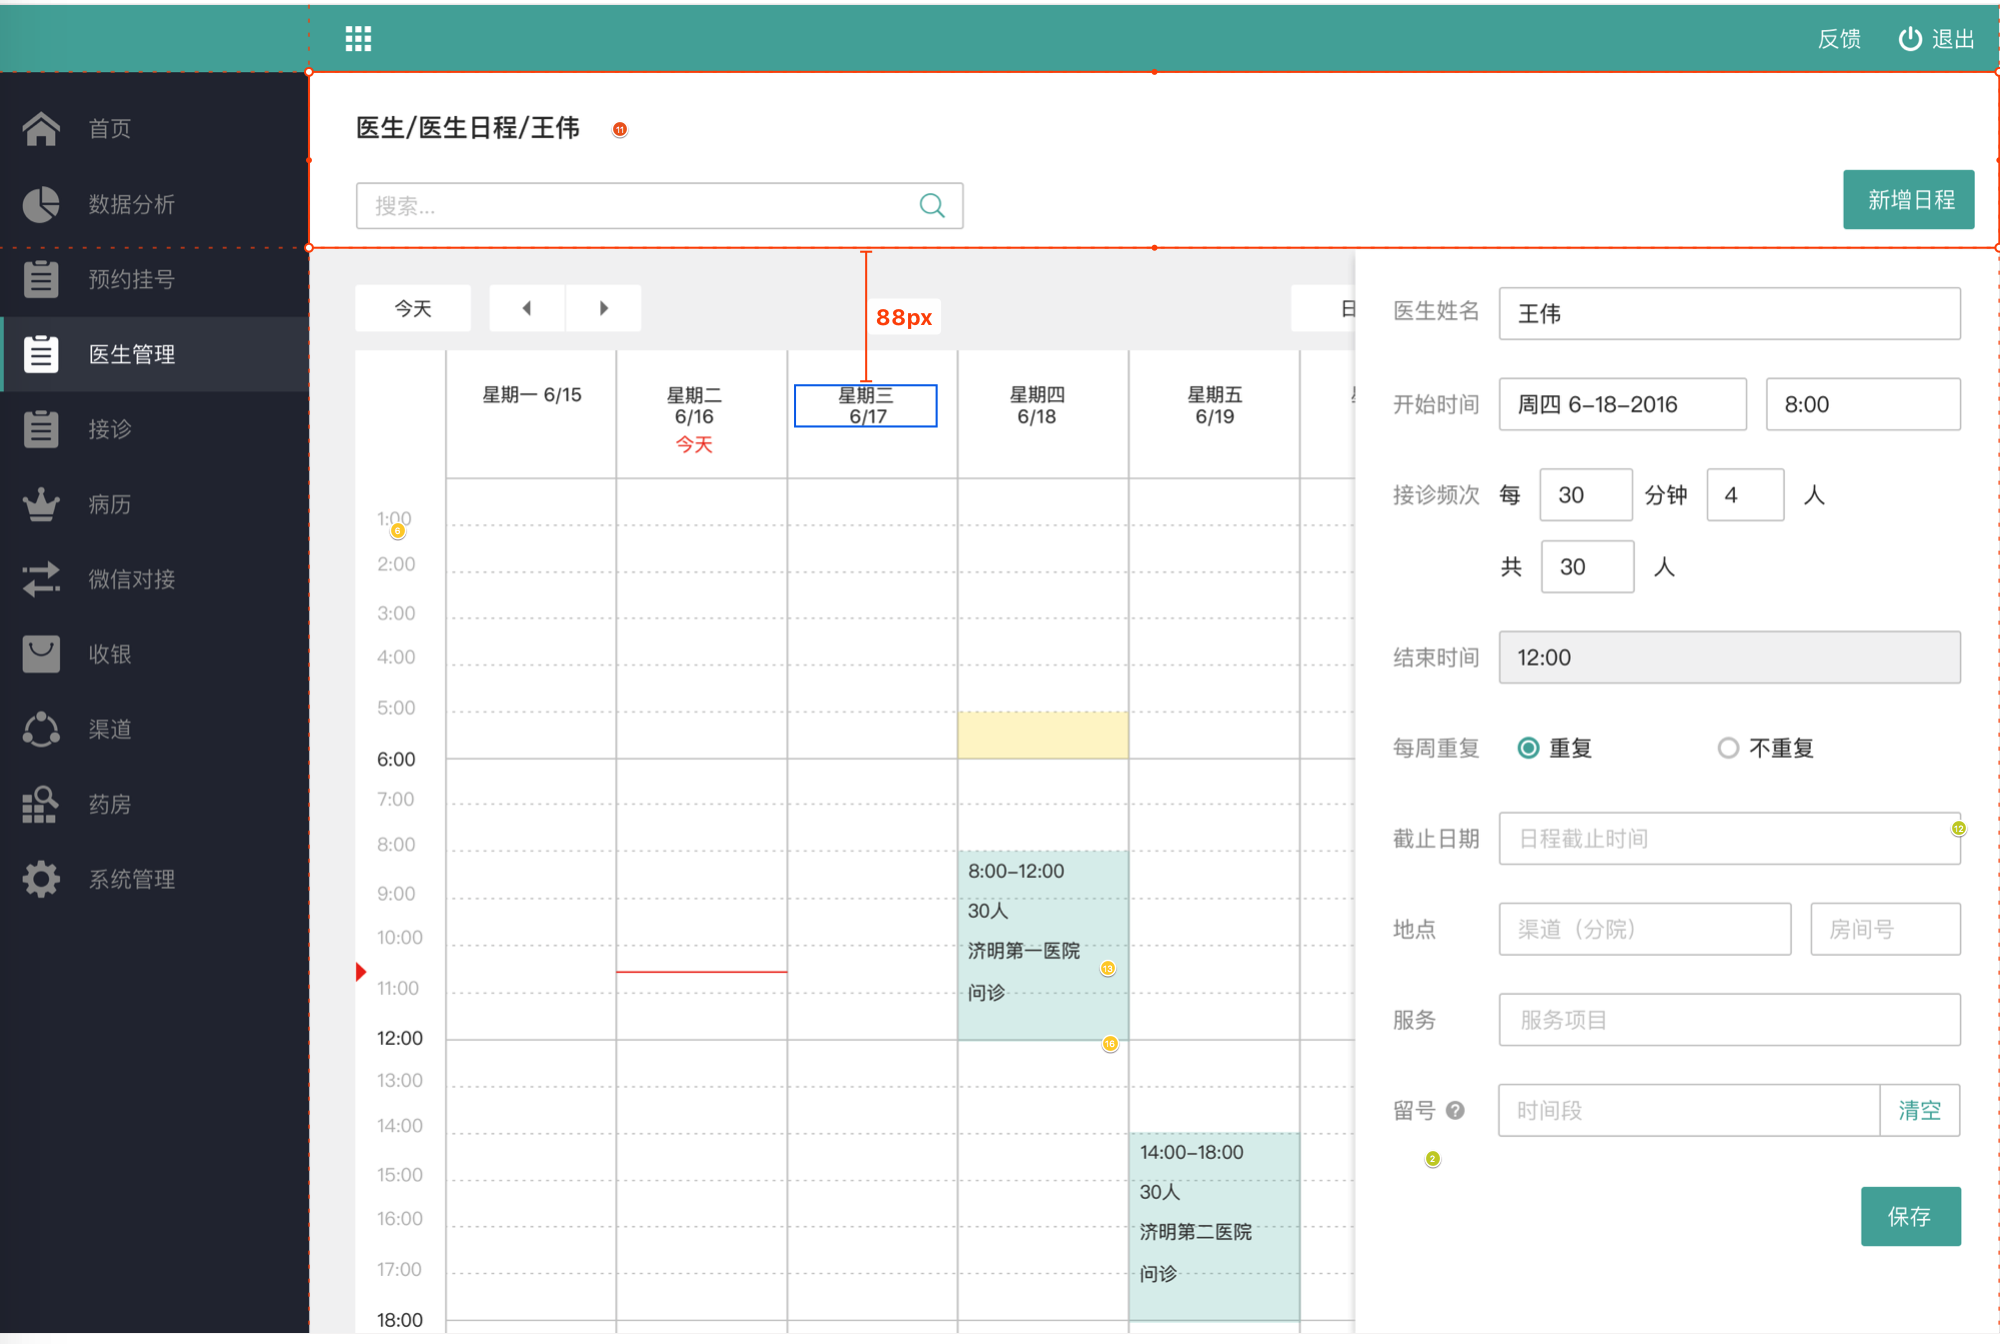 反馈
退出
首页
数据分析
预约挂号
医生管理
接诊
病历
微信对接
收银
渠道
药房
系统管理
医生/医生日程/王伟
11
搜索...
新增日程
今天
日
88px
星期一 6/15
星期二
6/16
今天
星期三
6/17
星期四
6/18
星期五
6/19
1:00
6
2:00
3:00
4:00
5:00
6:00
7:00
8:00
9:00
10:00
11:00
12:00
13:00
14:00
15:00
16:00
17:00
18:00
8:00–12:00
30人
济明第一医院
13
问诊
16
14:00–18:00
30人
济明第二医院
问诊
医生姓名 王伟
开始时间 周四 6–18–2016 8:00
接诊频次 每 30 分钟 4 人
共 30 人
结束时间 12:00
每周重复 重复 不重复
截止日期 日程截止时间
12
地点 渠道（分院） 房间号
服务 服务项目
留号 ? 时间段 清空
2
保存